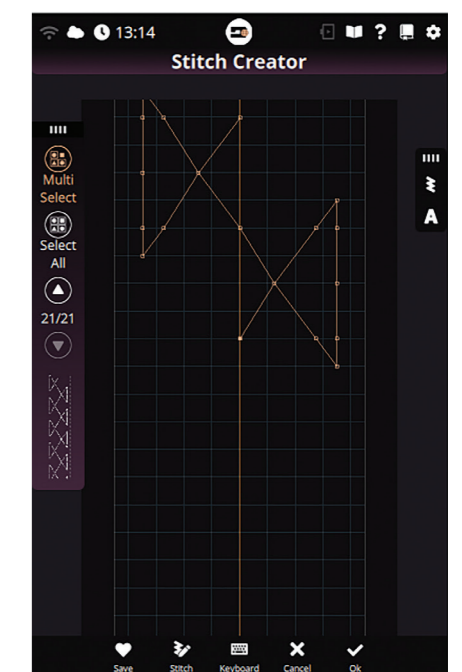 13:14
?
Stitch Creator
Multi
Select
Select
All
21/21
A
Save Stitch Keyboard Cancel Ok